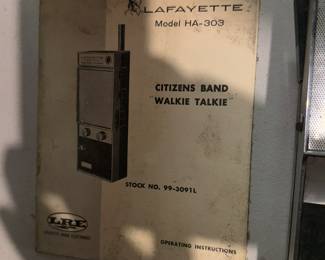 LAFAYETTE
Model HA-303
CITIZENS BAND
"WALKIE TALKIE"
STOCK NO. 99-3091L
LRE
OPERATING INSTRUCTIONS